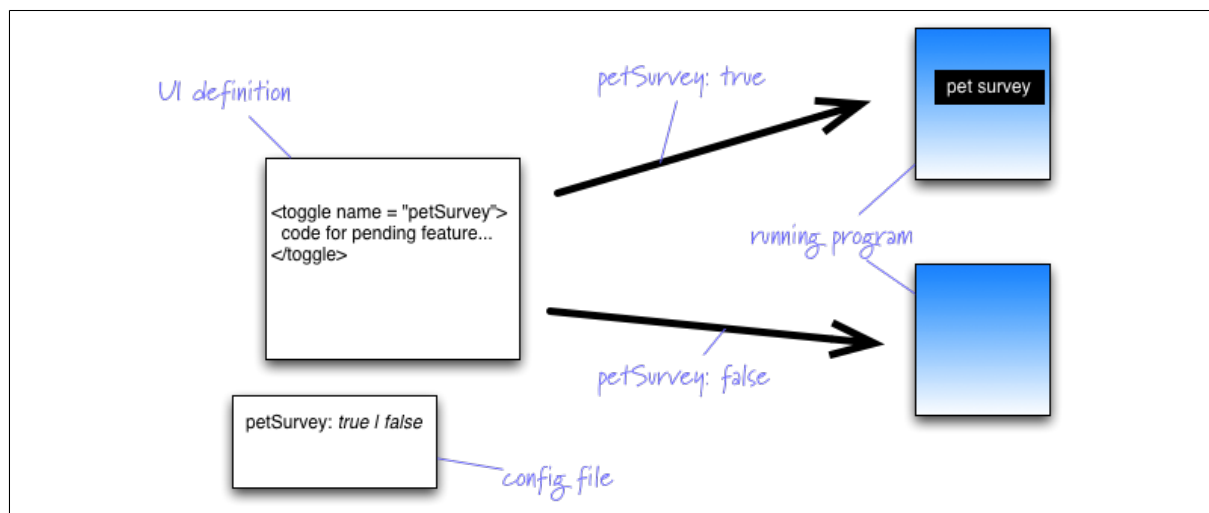 UI definition
<toggle name = "petSurvey">
code for pending feature...
</toggle>
petSurvey: true | false
config file
petSurvey: true
petSurvey: false
pet survey
running program